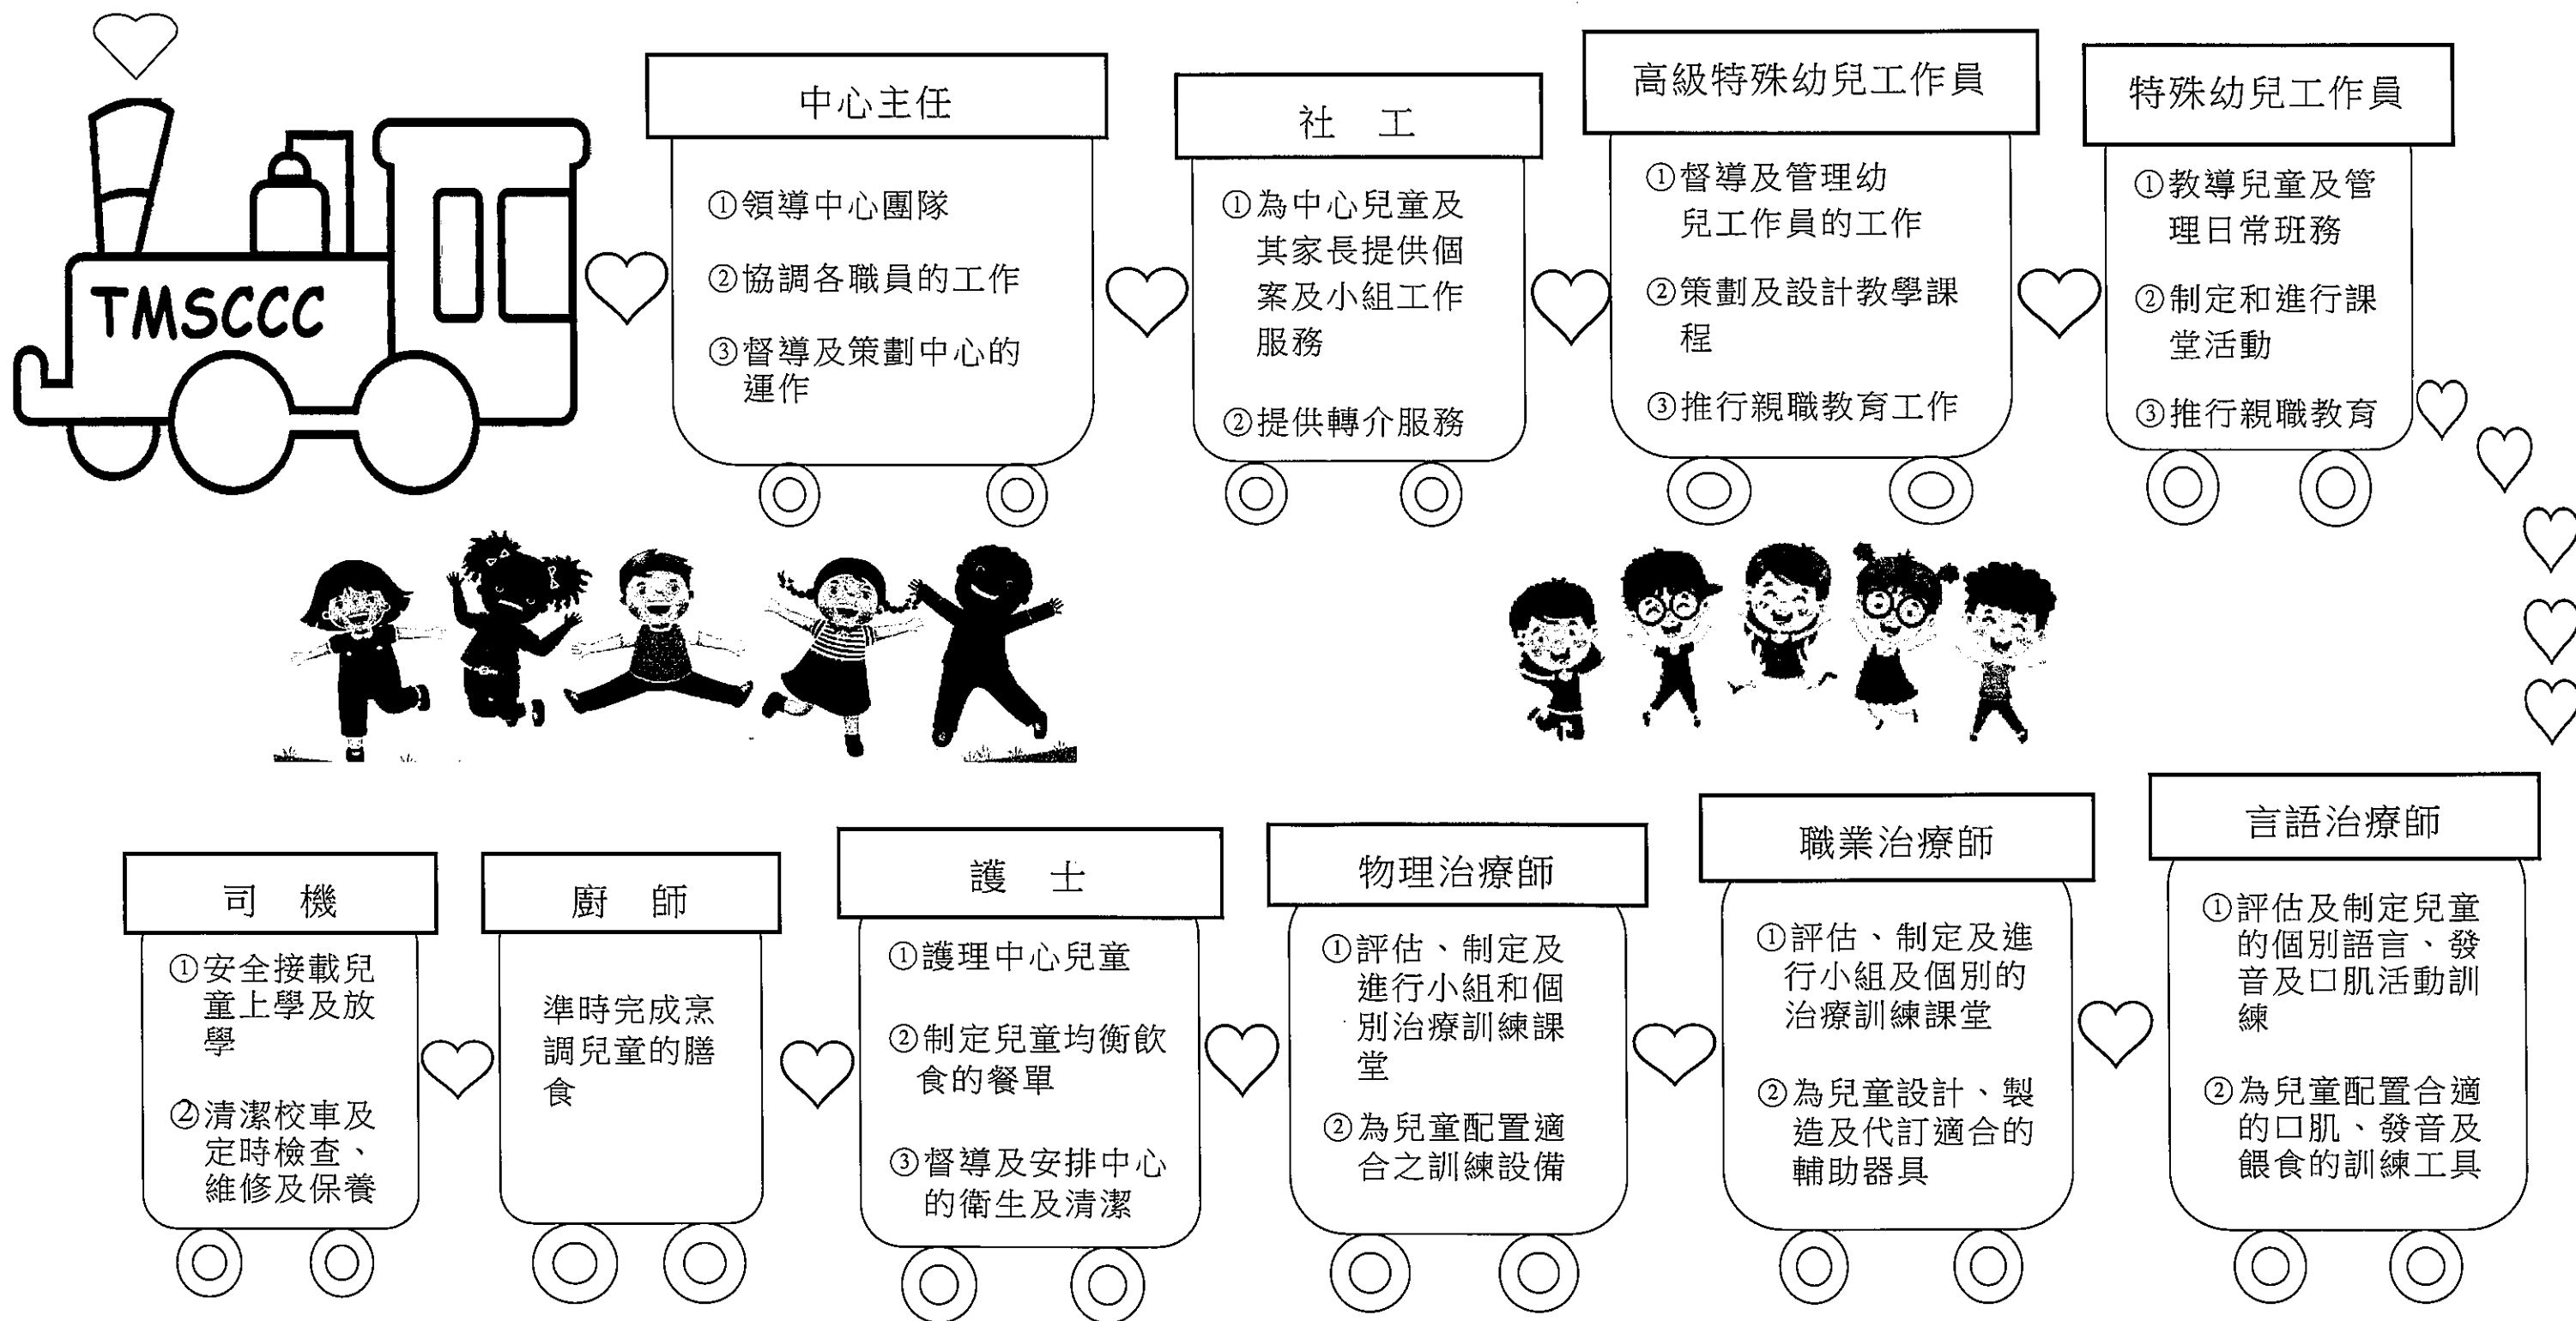 TMSCCC
中心主任
①領導中心團隊
②協調各職員的工作
③督導及策劃中心的
運作
社　工
①為中心兒童及
其家長提供個
案及小組工作
服務
②提供轉介服務
高級特殊幼兒工作員
①督導及管理幼
兒工作員的工作
②策劃及設計教學課
程
③推行親職教育工作
特殊幼兒工作員
①教導兒童及管
理日常班務
②制定和進行課
堂活動
③推行親職教育
言語治療師
①評估及制定兒童
的個別語言、發
音及口肌活動訓
練
②為兒童配置合適
的口肌、發音及
餵食的訓練工具
職業治療師
①評估、制定及進
行小組及個別的
治療訓練課堂
②為兒童設計、製
造及代訂適合的
輔助器具
物理治療師
①評估、制定及
進行小組和個
別治療訓練課
堂
②為兒童配置適
合之訓練設備
護　士
①護理中心兒童
②制定兒童均衡飲
食的餐單
③督導及安排中心
的衛生及清潔
廚　師
準時完成烹
調兒童的膳
食
司　機
①安全接載兒
童上學及放
學
②清潔校車及
定時檢查、
維修及保養